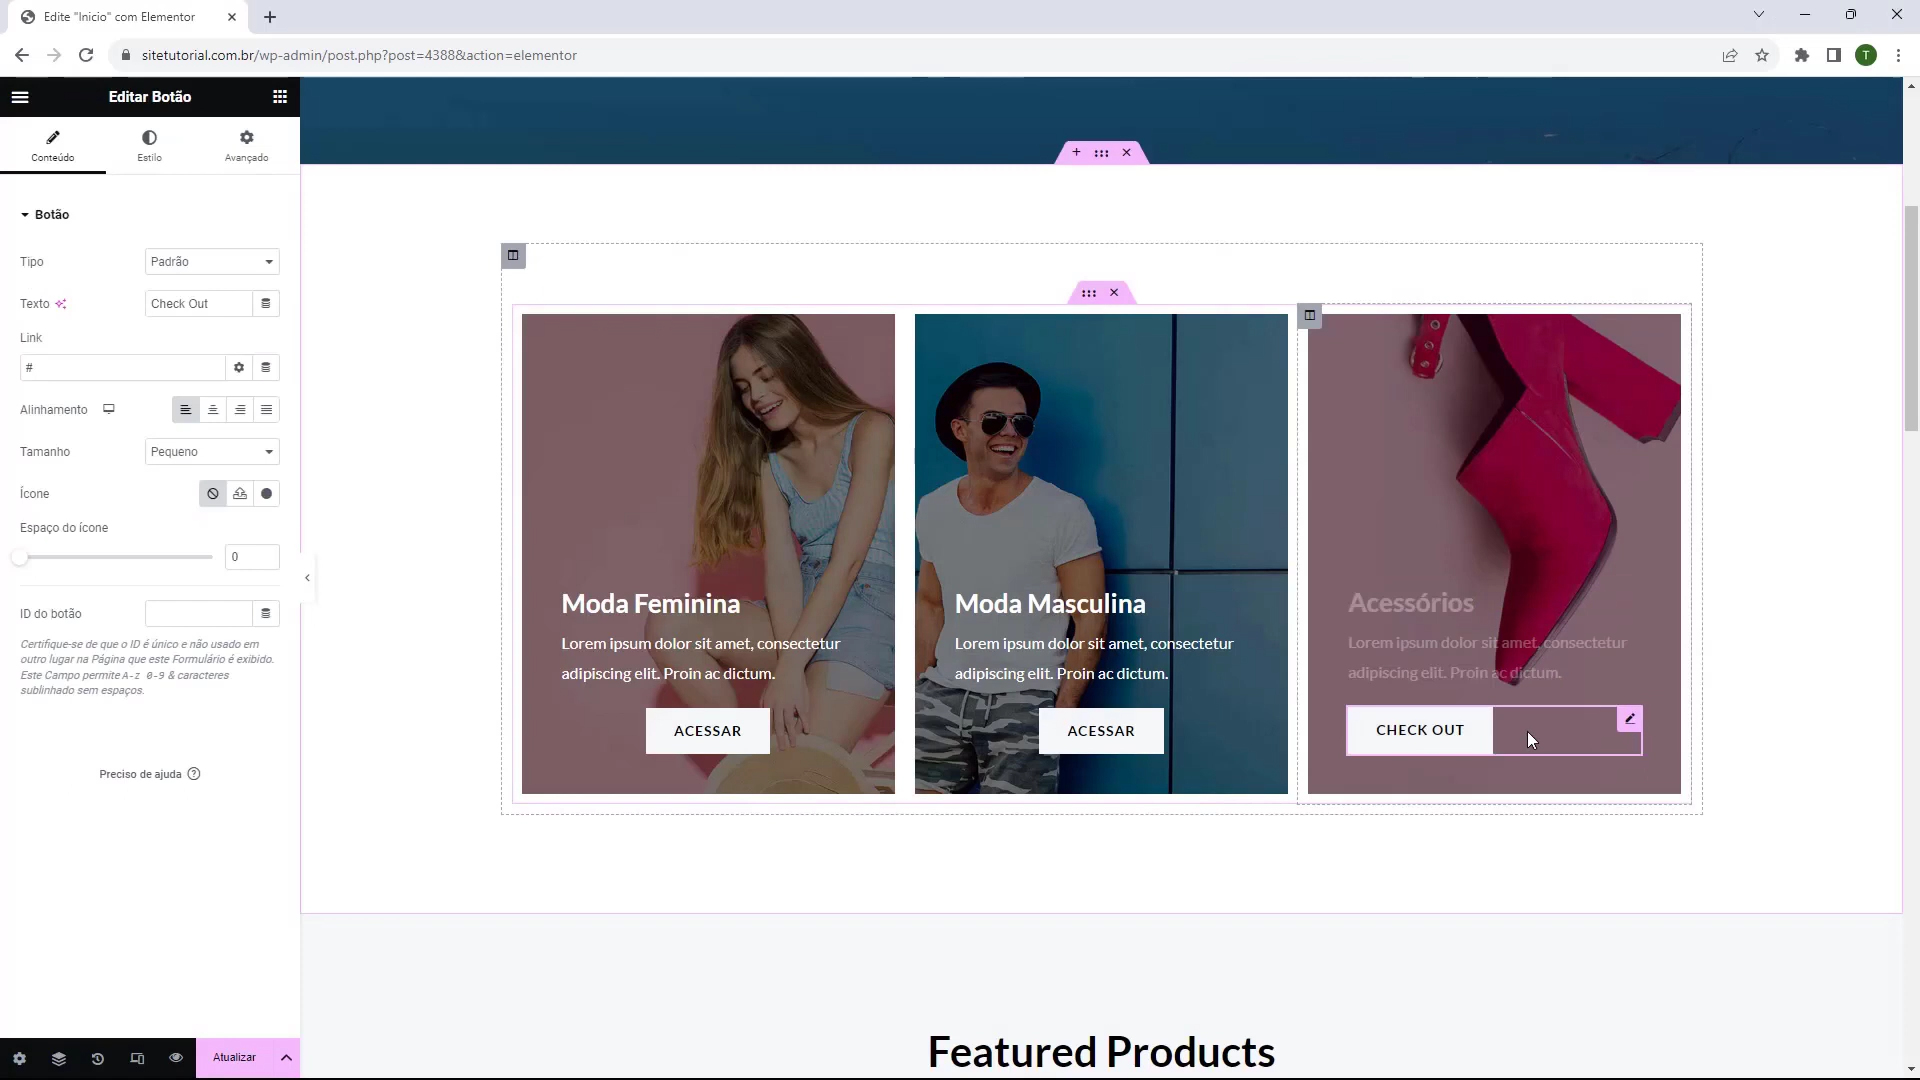 Edite "Inicio" com Elementor
sitetutorial.com.br/wp-admin/post.php?post=4388&action=elementor
T
Editar Botão
Conteúdo
Estilo
Avançado
Botão
Tipo
Padrão
Texto
Check Out
Link
#
Alinhamento
Tamanho
Pequeno
Ícone
Espaço do ícone
0
ID do botão
Certifique-se de que o ID é único e não usado em
outro lugar na Página que este Formulário é exibido.
Este Campo permite A-z 0-9 & caracteres
sublinhado sem espaços.
Preciso de ajuda
Atualizar
Moda Feminina
Lorem ipsum dolor sit amet, consectetur
adipiscing elit. Proin ac dictum.
ACESSAR
Moda Masculina
Lorem ipsum dolor sit amet, consectetur
adipiscing elit. Proin ac dictum.
ACESSAR
Acessórios
Lorem ipsum dolor sit amet, consectetur
adipiscing elit. Proin ac dictum.
CHECK OUT
Featured Products